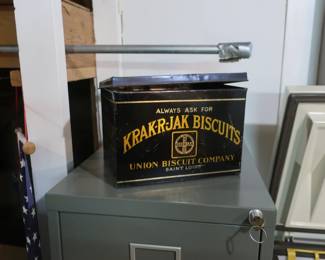 ALWAYS ASK FOR
KRAK-R-JAK BISCUITS
UNION BISCUIT COMPANY
SAINT LOUIS